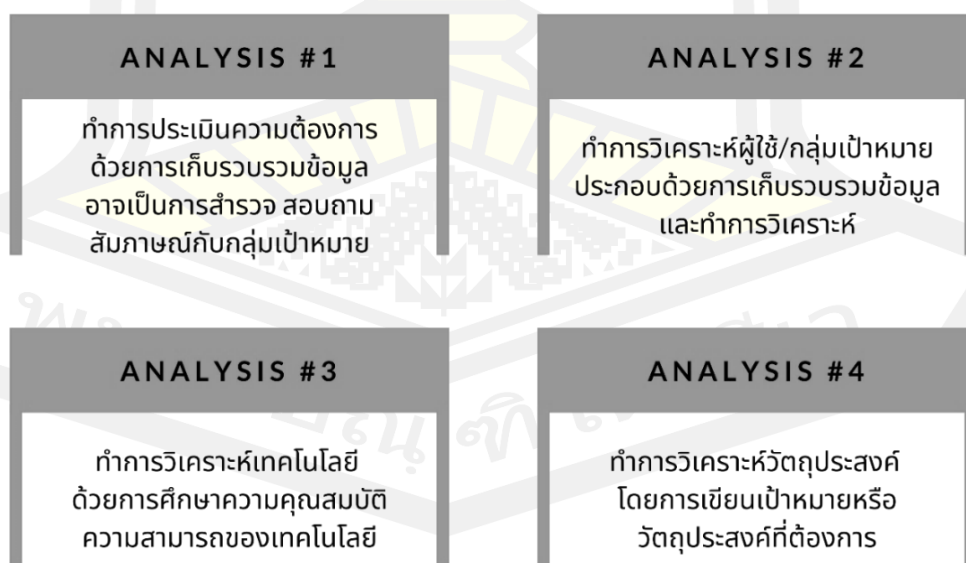 ANALYSIS #1
ทำการประเมินความต้องการ
ด้วยการเก็บรวบรวมข้อมูล
อาจเป็นการสำรวจ สอบถาม
สัมภาษณ์กับกลุ่มเป้าหมาย
ANALYSIS #2
ทำการวิเคราะห์ผู้ใช้/กลุ่มเป้าหมาย
ประกอบด้วยการเก็บรวบรวมข้อมูล
และทำการวิเคราะห์
ANALYSIS #3
ทำการวิเคราะห์เทคโนโลยี
ด้วยการศึกษาความคุณสมบัติ
ความสามารถของเทคโนโลยี
ANALYSIS #4
ทำการวิเคราะห์วัตถุประสงค์
โดยการเขียนเป้าหมายหรือ
วัตถุประสงค์ที่ต้องการ